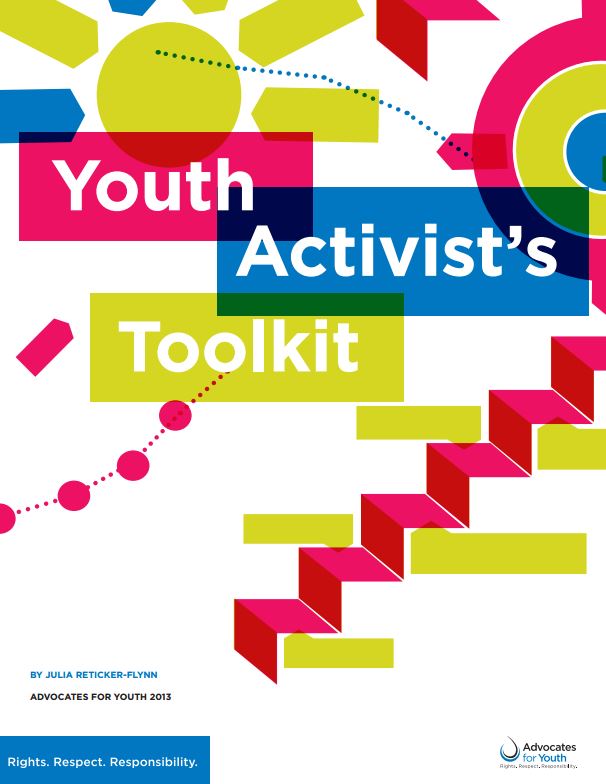 Youth
Activist's
Toolkit
BY JULIA RETICKER-FLYNN
ADVOCATES FOR YOUTH 2013
Rights. Respect. Responsibility.
Advocates
for Youth
Rights. Respect. Responsibility.